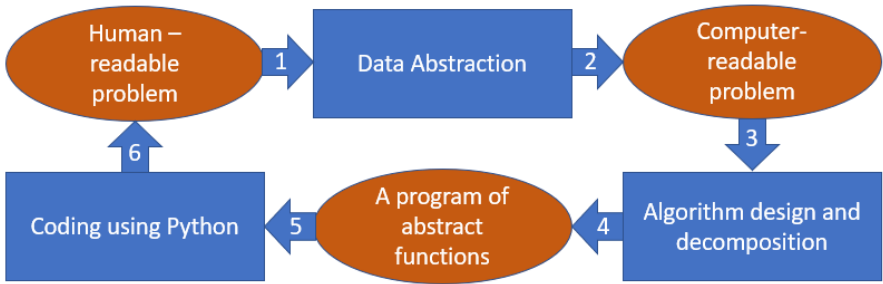 Human –
readable
problem
1
Data Abstraction
2
Computer-
readable
problem
3
Algorithm design and
decomposition
4
A program of
abstract
functions
5
Coding using Python
6